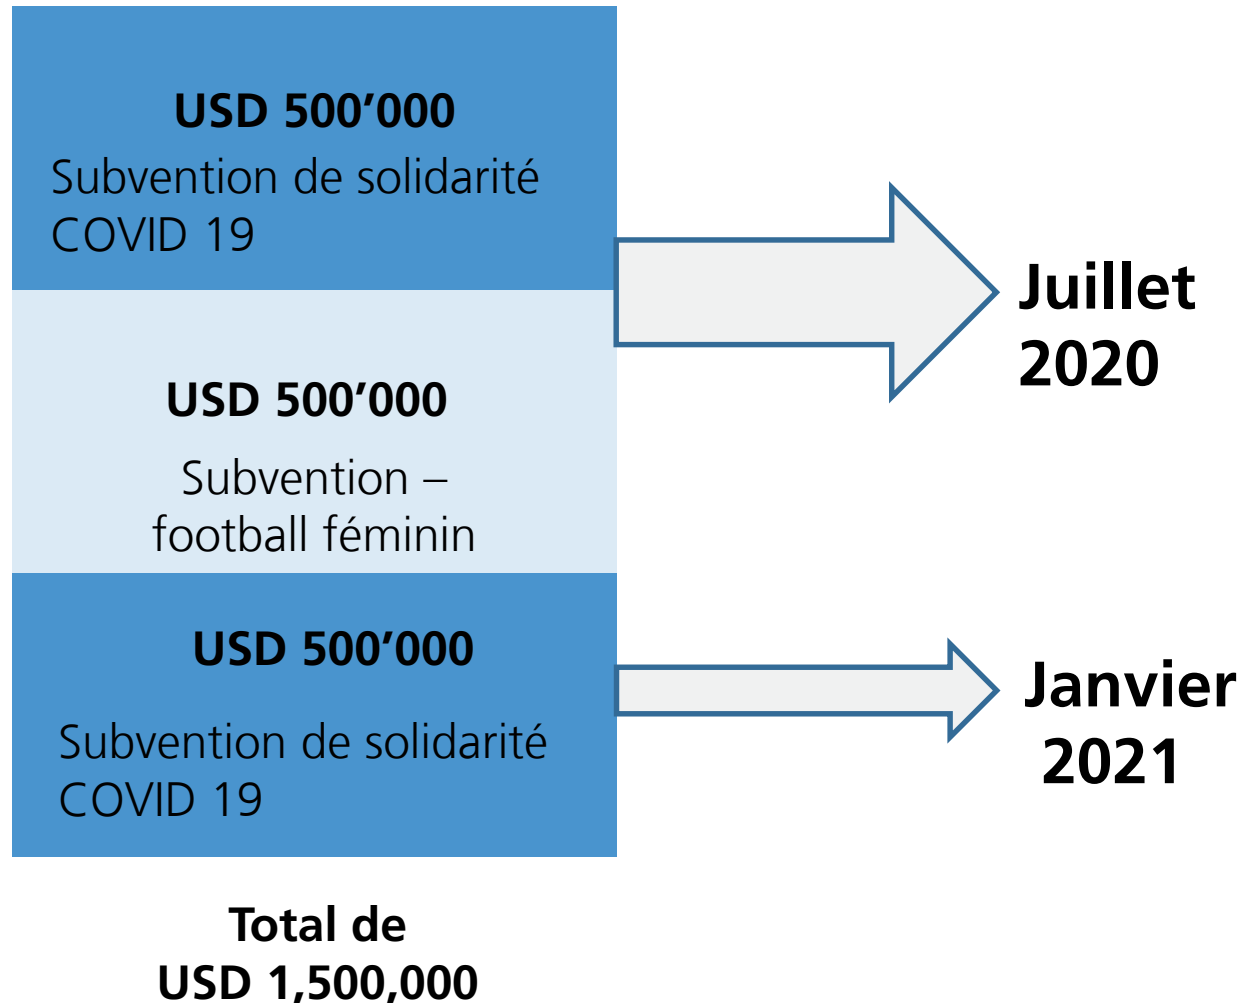 USD 500’000
Subvention de solidarité
COVID 19
Juillet
2020
USD 500’000
Subvention –
football féminin
USD 500’000
Subvention de solidarité
COVID 19
Janvier
2021
Total de
USD 1,500,000